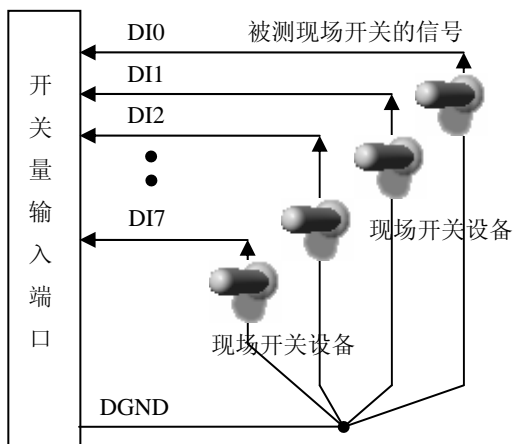 DI0 被测现场开关的信号
DI1
DI2
DI7
开关量输入端口
现场开关设备
现场开关设备
DGND